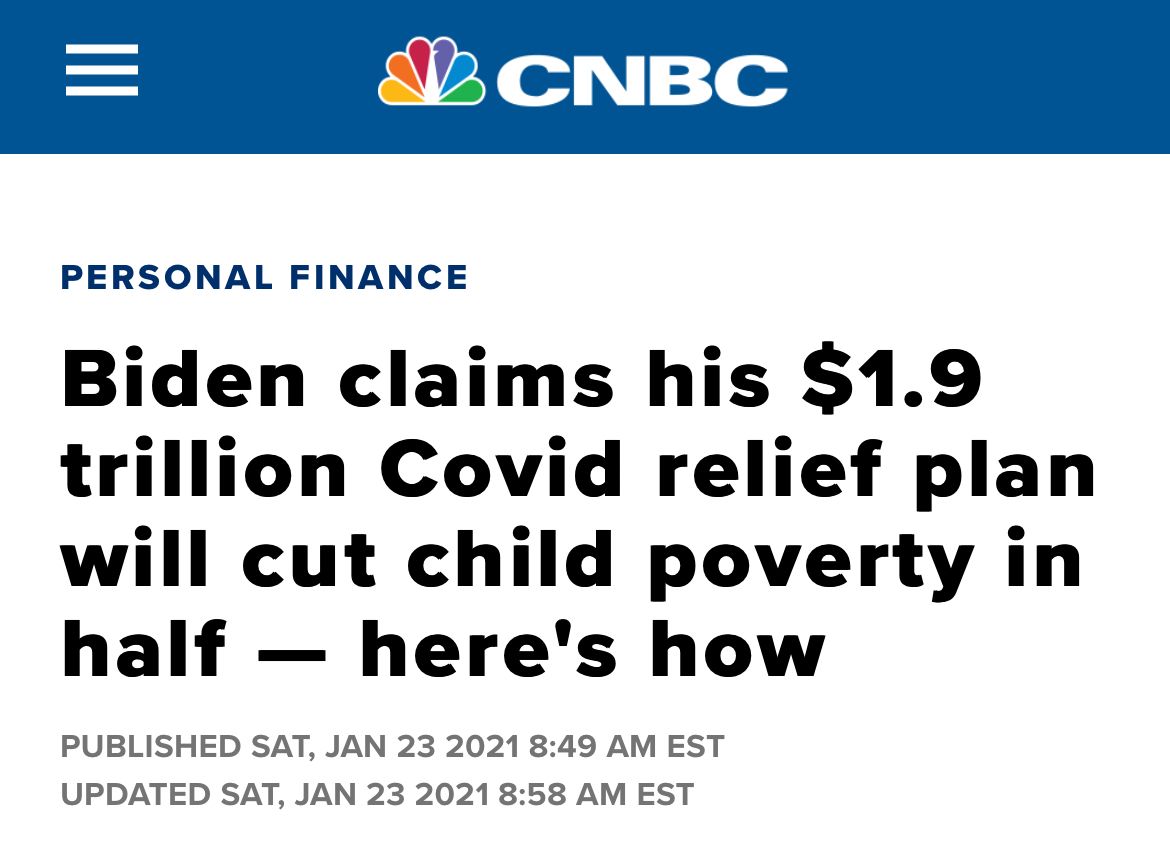 CNBC
PERSONAL FINANCE
Biden claims his $1.9
trillion Covid relief plan
will cut child poverty in
half — here's how
PUBLISHED SAT, JAN 23 2021 8:49 AM EST
UPDATED SAT, JAN 23 2021 8:58 AM EST